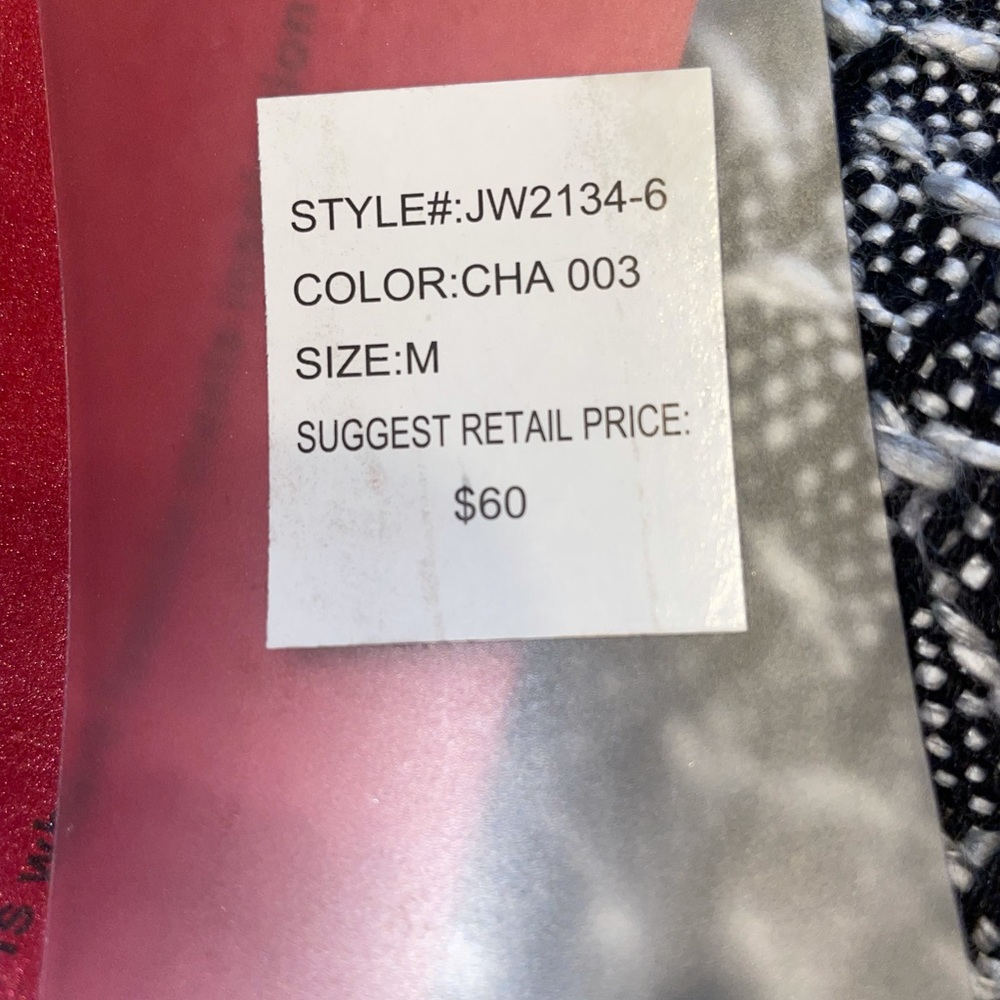 STYLE#:JW2134-6
COLOR:CHA 003
SIZE:M
SUGGEST RETAIL PRICE:
$60